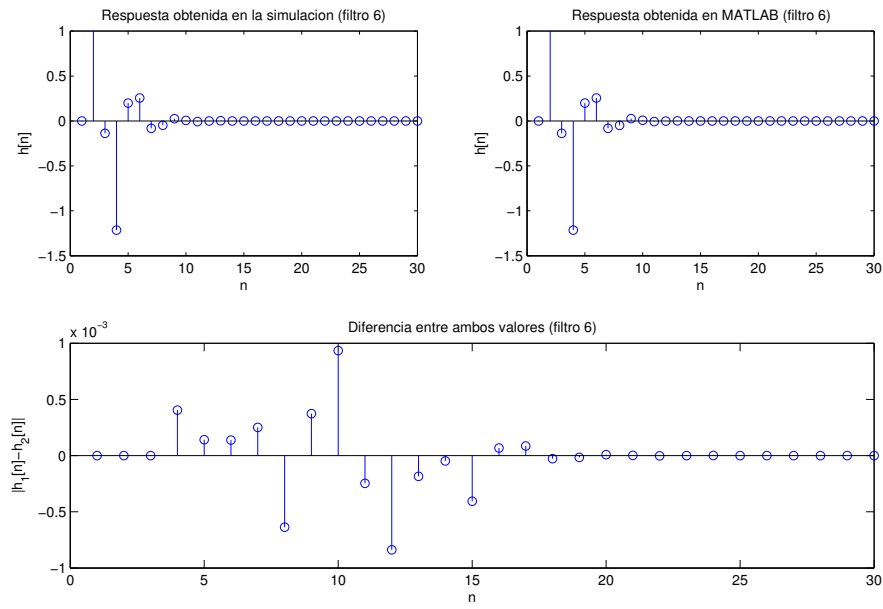 Respuesta obtenida en la simulacion (filtro 6)
1
0.5
0
−0.5
−1
−1.5
h[n]
0 5 10 15 20 25 30
n
Respuesta obtenida en MATLAB (filtro 6)
1
0.5
0
−0.5
−1
−1.5
h[n]
0 5 10 15 20 25 30
n
Diferencia entre ambos valores (filtro 6)
x 10⁻³
1
0.5
0
−0.5
−1
|h₁[n]−h₂[n]|
0 5 10 15 20 25 30
n